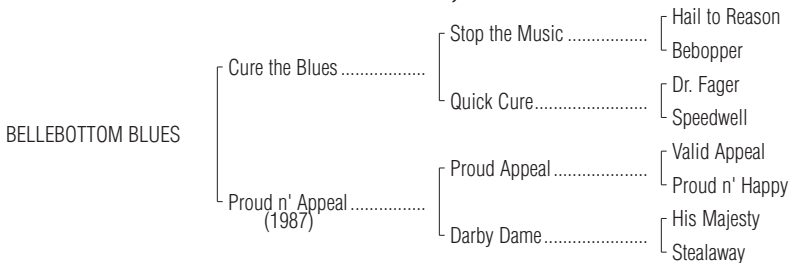 Hail to Reason
Stop the Music ..................
Bebopper
Cure the Blues ..................
Dr. Fager
Quick Cure.........................
Speedwell
BELLEBOTTOM BLUES
Valid Appeal
Proud Appeal .....................
Proud n' Happy
Proud n' Appeal ................
(1987)
His Majesty
Darby Dame.......................
Stealaway